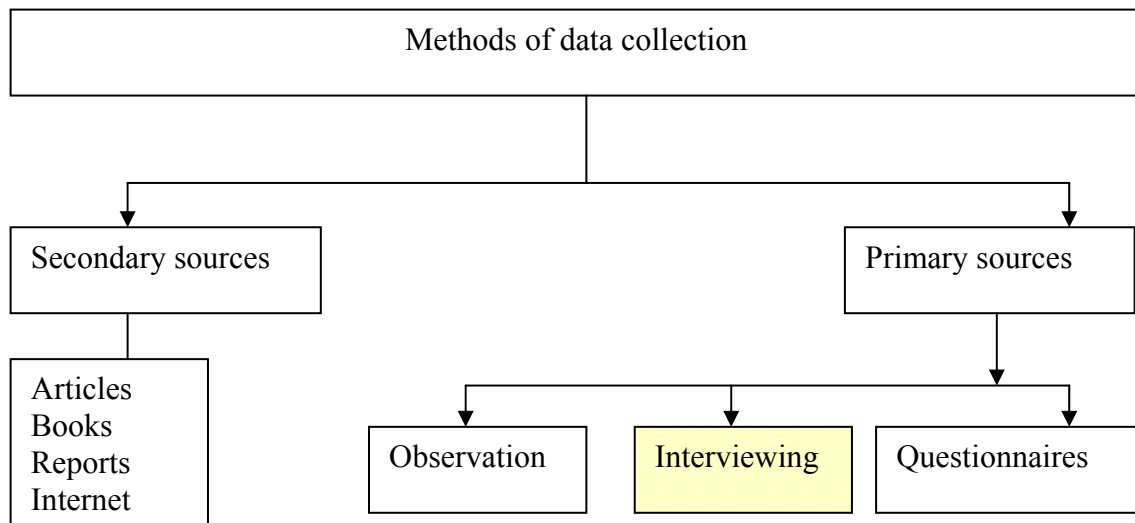 Methods of data collection
Secondary sources
Primary sources
Articles
Books
Reports
Internet
Observation
Interviewing
Questionnaires